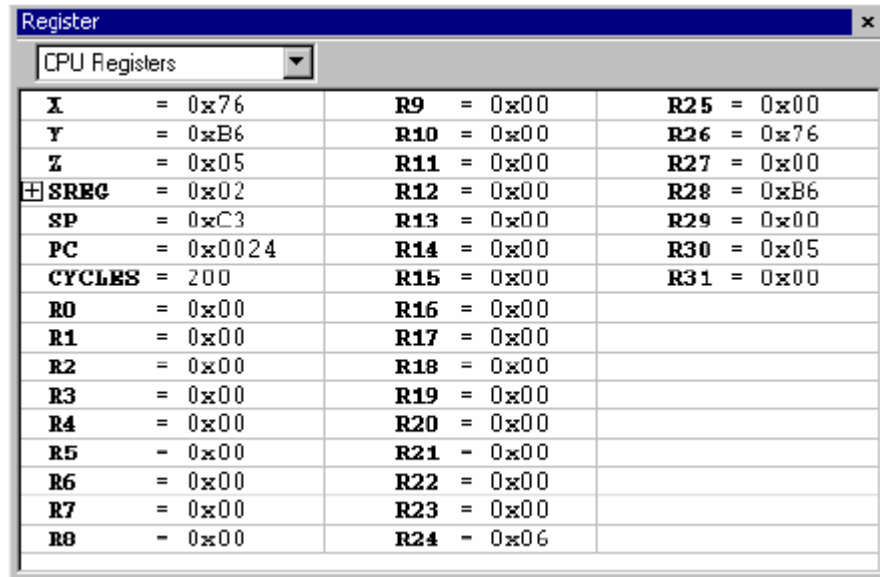 Register
CPU Registers
X = 0x76 R9 = 0x00 R25 = 0x00
Y = 0xB6 R10 = 0x00 R26 = 0x76
Z = 0x05 R11 = 0x00 R27 = 0x00
SREG = 0x02 R12 = 0x00 R28 = 0xB6
SP = 0xC3 R13 = 0x00 R29 = 0x00
PC = 0x0024 R14 = 0x00 R30 = 0x05
CYCLES = 200 R15 = 0x00 R31 = 0x00
R0 = 0x00 R16 = 0x00
R1 = 0x00 R17 = 0x00
R2 = 0x00 R18 = 0x00
R3 = 0x00 R19 = 0x00
R4 = 0x00 R20 = 0x00
R5 = 0x00 R21 = 0x00
R6 = 0x00 R22 = 0x00
R7 = 0x00 R23 = 0x00
R8 = 0x00 R24 = 0x06